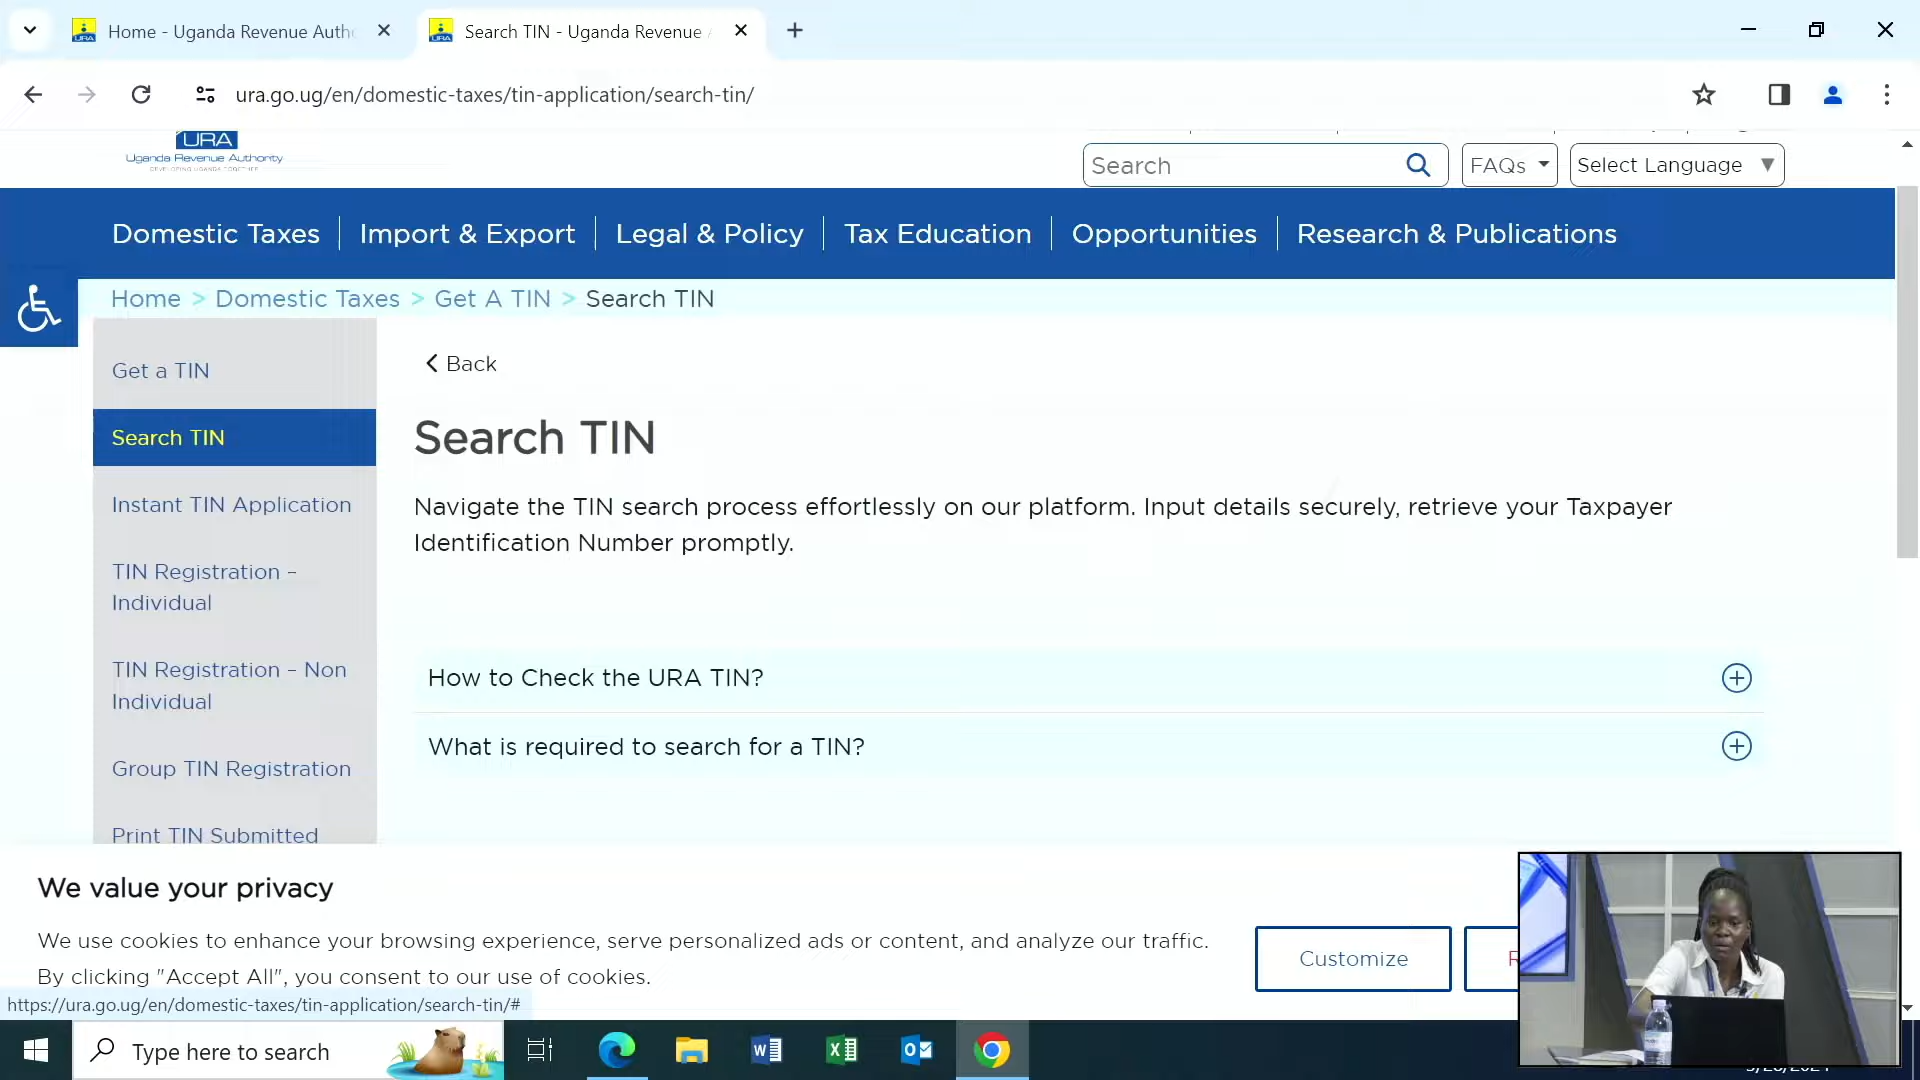 Home - Uganda Revenue Auth
Search TIN - Uganda Revenue
ura.go.ug/en/domestic-taxes/tin-application/search-tin/
URA
Uganda Revenue Authority
DEVELOPING UGANDA TOGETHER
Search
FAQs
Select Language
Domestic Taxes
Import & Export
Legal & Policy
Tax Education
Opportunities
Research & Publications
Home > Domestic Taxes > Get A TIN > Search TIN
Get a TIN
Search TIN
Instant TIN Application
TIN Registration –
Individual
TIN Registration – Non
Individual
Group TIN Registration
Print TIN Submitted
Back
Search TIN
Navigate the TIN search process effortlessly on our platform. Input details securely, retrieve your Taxpayer
Identification Number promptly.
How to Check the URA TIN?
What is required to search for a TIN?
We value your privacy
We use cookies to enhance your browsing experience, serve personalized ads or content, and analyze our traffic.
By clicking "Accept All", you consent to our use of cookies.
Customize
https://ura.go.ug/en/domestic-taxes/tin-application/search-tin/#
Type here to search